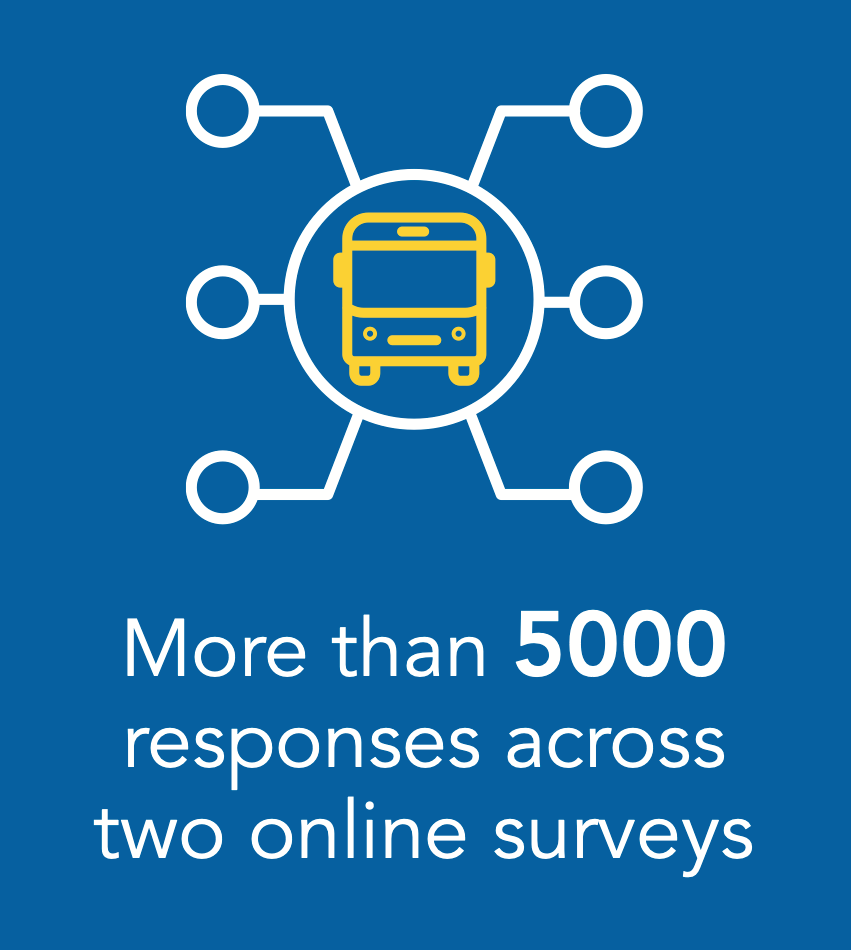 More than 5000
responses across
two online surveys